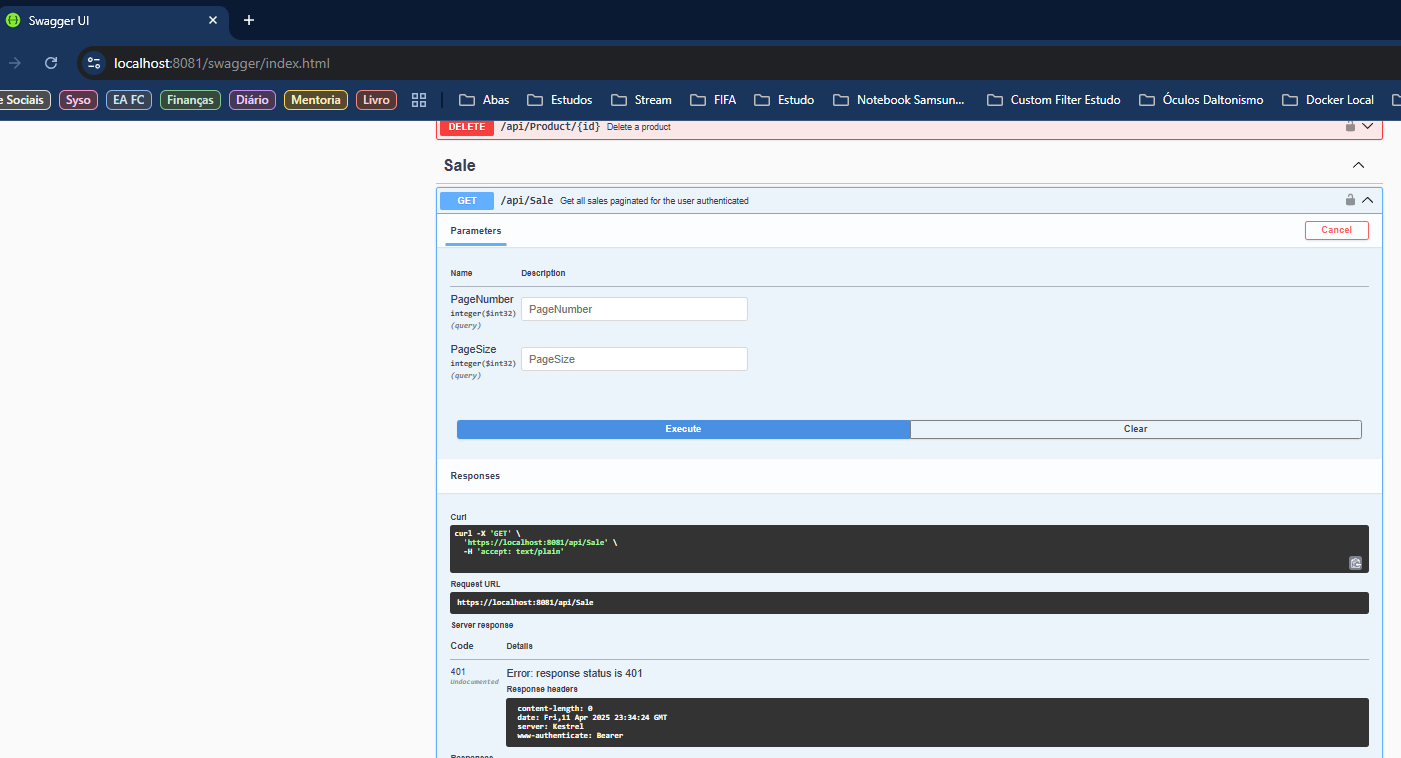 Swagger UI
localhost:8081/swagger/index.html
e Sociais Syso EA FC Finanças Diário Mentoria Livro Abas Estudos Stream FIFA Estudo Notebook Samsun... Custom Filter Estudo Óculos Daltonismo Docker Local
DELETE /api/Product/{id} Delete a product
Sale
GET /api/Sale Get all sales paginated for the user authenticated
Parameters Cancel
Name Description
PageNumber
integer($int32)
(query)
PageNumber
PageSize
integer($int32)
(query)
PageSize
Execute Clear
Responses
Curl
curl -X 'GET' \
'https://localhost:8081/api/Sale' \
-H 'accept: text/plain'
Request URL
https://localhost:8081/api/Sale
Server response
Code Details
401
Undocumented
Error: response status is 401
Response headers
content-length: 0
date: Fri,11 Apr 2025 23:34:24 GMT
server: Kestrel
www-authenticate: Bearer
Responses